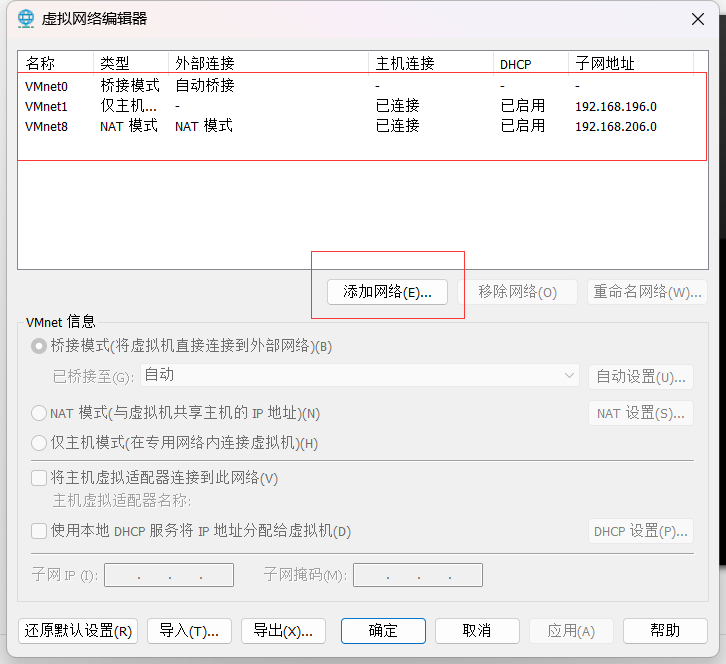 虚拟网络编辑器
名称 类型 外部连接 主机连接 DHCP 子网地址
VMnet0 桥接模式 自动桥接 - - -
VMnet1 仅主机... - 已连接 已启用 192.168.196.0
VMnet8 NAT 模式 NAT 模式 已连接 已启用 192.168.206.0
添加网络(E)... 移除网络(O) 重命名网络(W)...
VMnet 信息
桥接模式(将虚拟机直接连接到外部网络)(B)
已桥接至(G): 自动 自动设置(U)...
NAT 模式(与虚拟机共享主机的 IP 地址)(N) NAT 设置(S)...
仅主机模式(在专用网络内连接虚拟机)(H)
将主机虚拟适配器连接到此网络(V)
主机虚拟适配器名称:
使用本地 DHCP 服务将 IP 地址分配给虚拟机(D) DHCP 设置(P)...
子网 IP (I): . . . 子网掩码(M): . . .
还原默认设置(R) 导入(T)... 导出(X)... 确定 取消 应用(A) 帮助